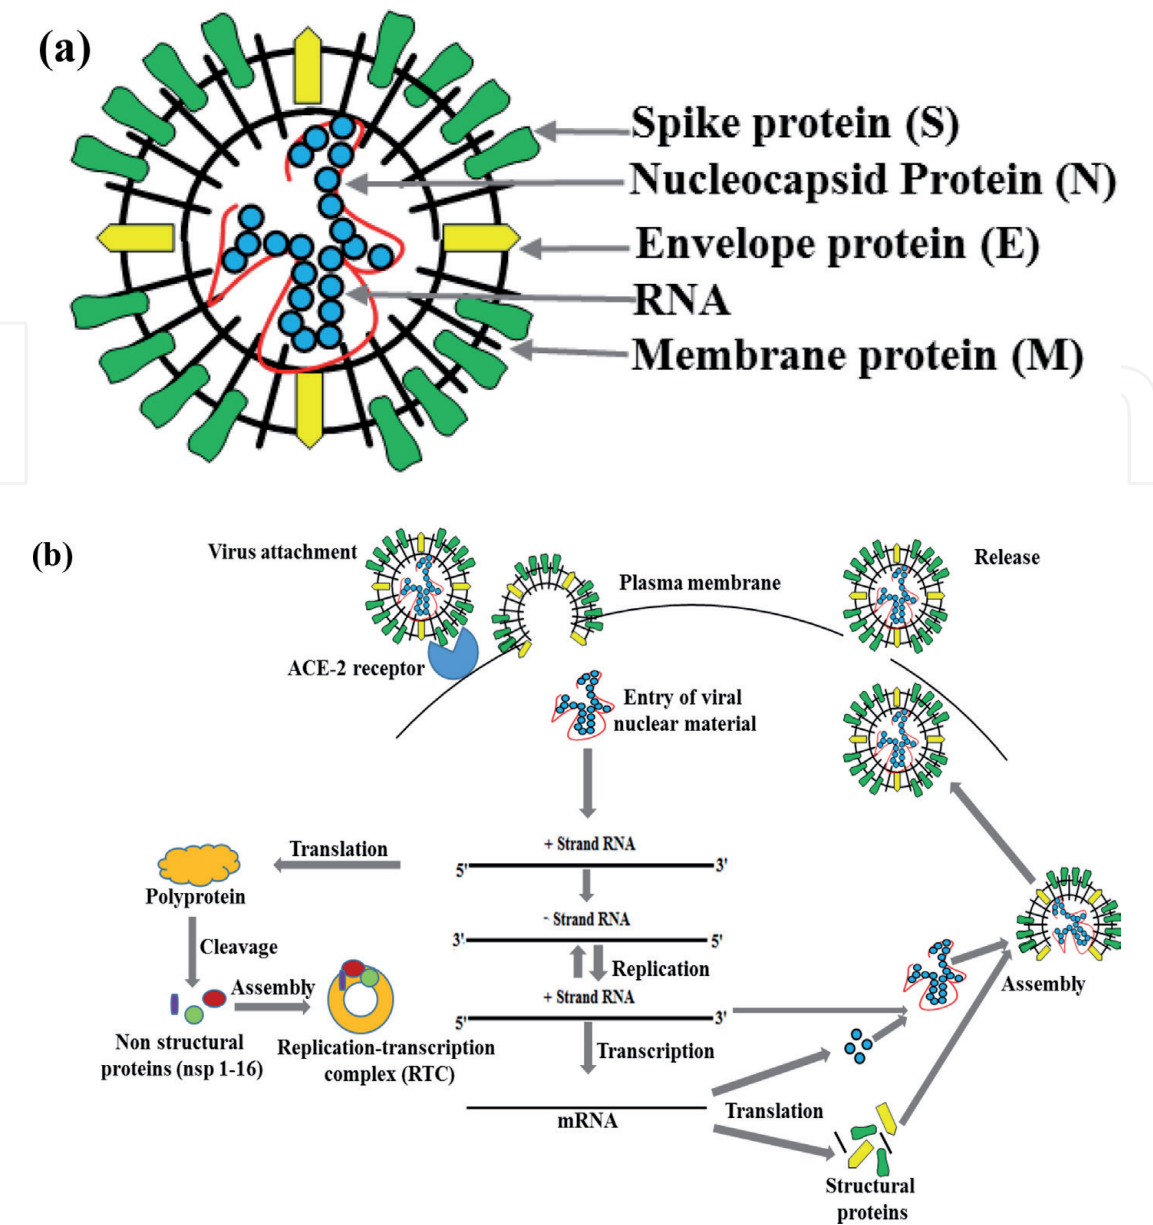 (a)
Spike protein (S)
Nucleocapsid Protein (N)
Envelope protein (E)
RNA
Membrane protein (M)
(b)
Virus attachment
Plasma membrane
Release
ACE-2 receptor
Entry of viral
nuclear material
+ Strand RNA
5' 3'
Translation
Polyprotein
- Strand RNA
3' 5'
Cleavage
Replication
Assembly
+ Strand RNA
5' 3'
Non structural
proteins (nsp 1-16)
Replication-transcription
complex (RTC)
Transcription
Assembly
mRNA
Translation
Structural
proteins